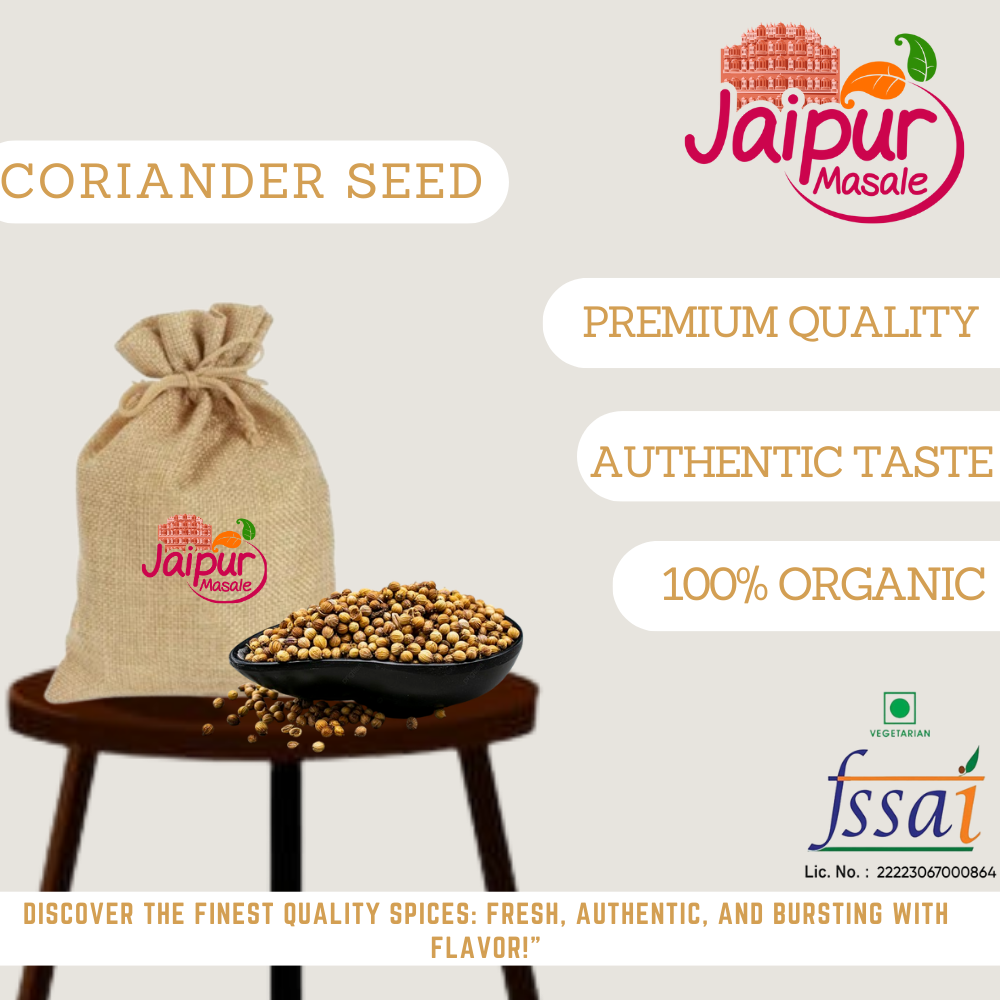 Jaipur
Masale
CORIANDER SEED
PREMIUM QUALITY
AUTHENTIC TASTE
100% ORGANIC
Jaipur
Masale
VEGETARIAN
fssai
Lic. No. : 22223067000864
DISCOVER THE FINEST QUALITY SPICES: FRESH, AUTHENTIC, AND BURSTING WITH
FLAVOR!”